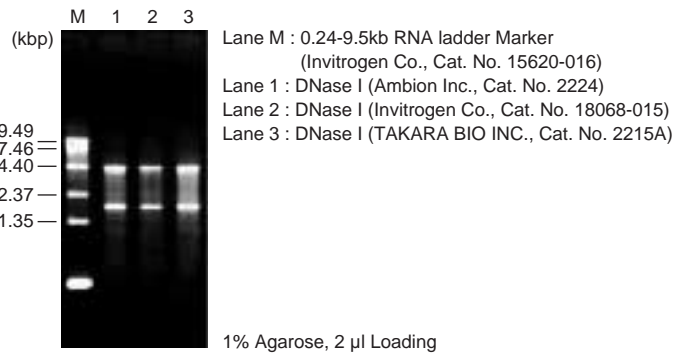 M 1 2 3
(kbp)
Lane M : 0.24-9.5kb RNA ladder Marker
(Invitrogen Co., Cat. No. 15620-016)
Lane 1 : DNase I (Ambion Inc., Cat. No. 2224)
Lane 2 : DNase I (Invitrogen Co., Cat. No. 18068-015)
Lane 3 : DNase I (TAKARA BIO INC., Cat. No. 2215A)
9.49
7.46
4.40
2.37
1.35
1% Agarose, 2 µl Loading